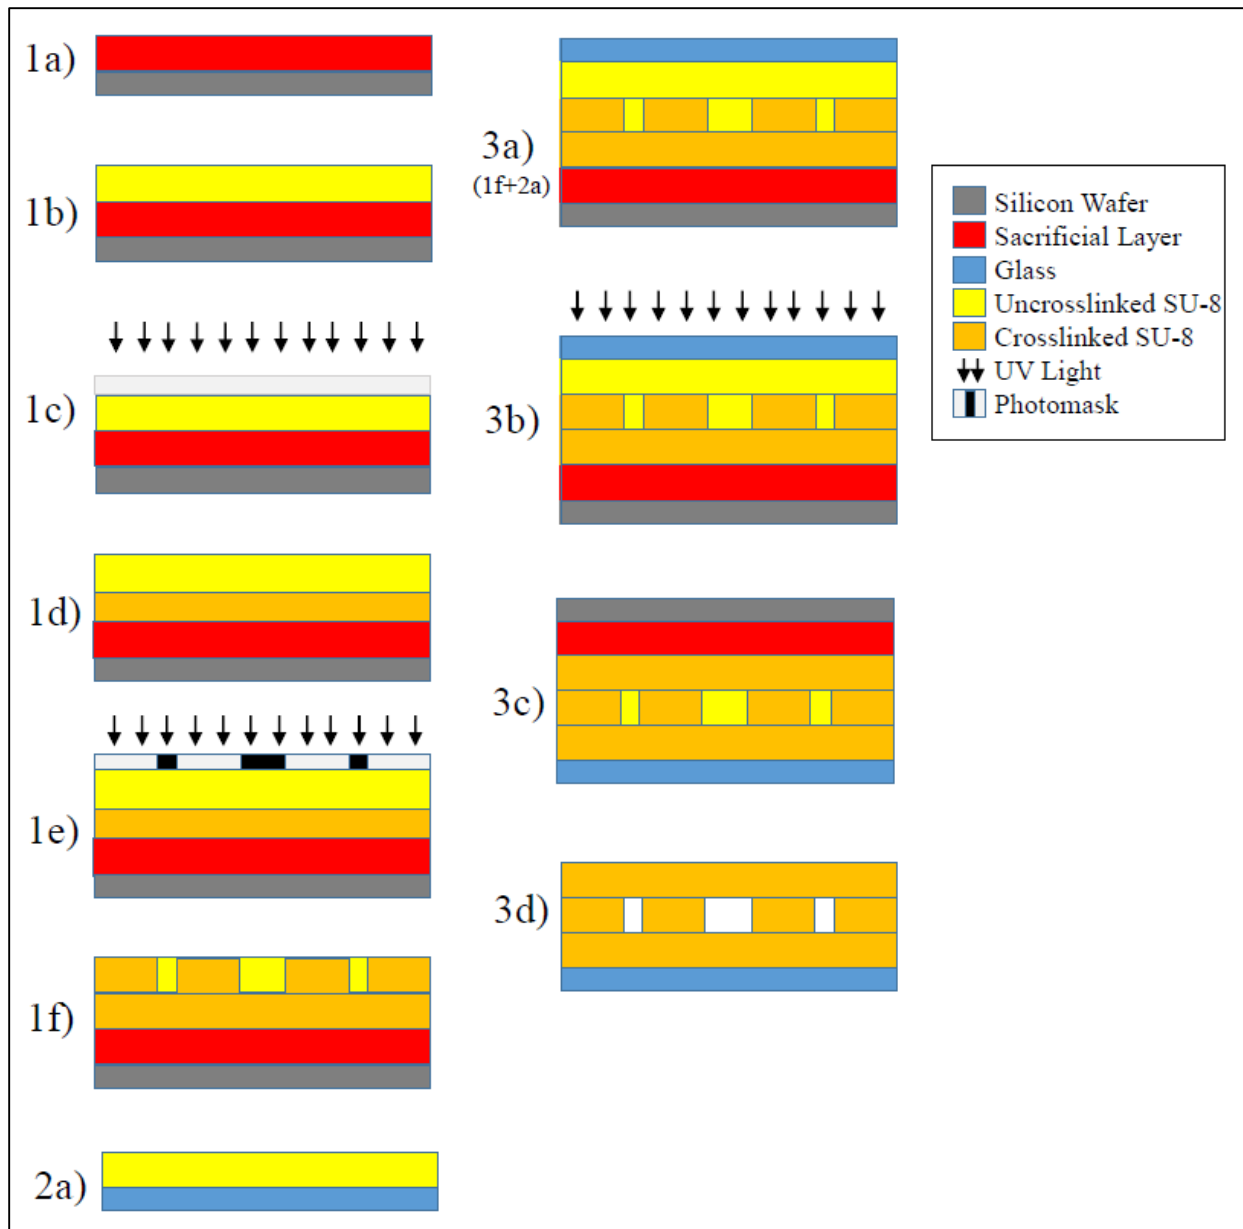 1a)
1b)
1c)
1d)
1e)
1f)
2a)
3a)
(1f+2a)
3b)
3c)
3d)
Silicon Wafer
Sacrificial Layer
Glass
Uncrosslinked SU-8
Crosslinked SU-8
UV Light
Photomask